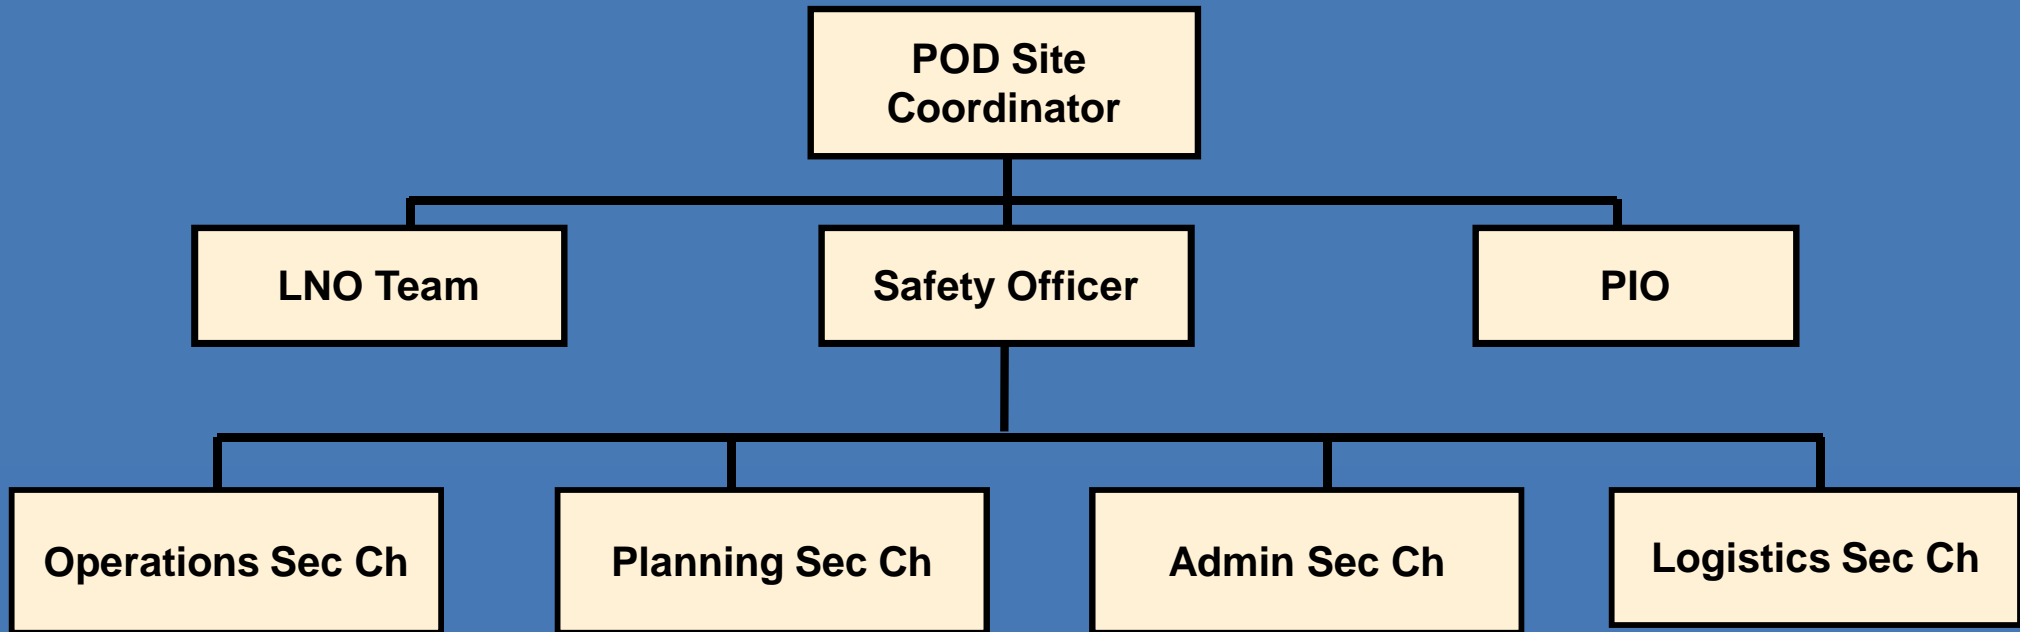 POD Site
Coordinator
LNO Team
Safety Officer
PIO
Operations Sec Ch
Planning Sec Ch
Admin Sec Ch
Logistics Sec Ch